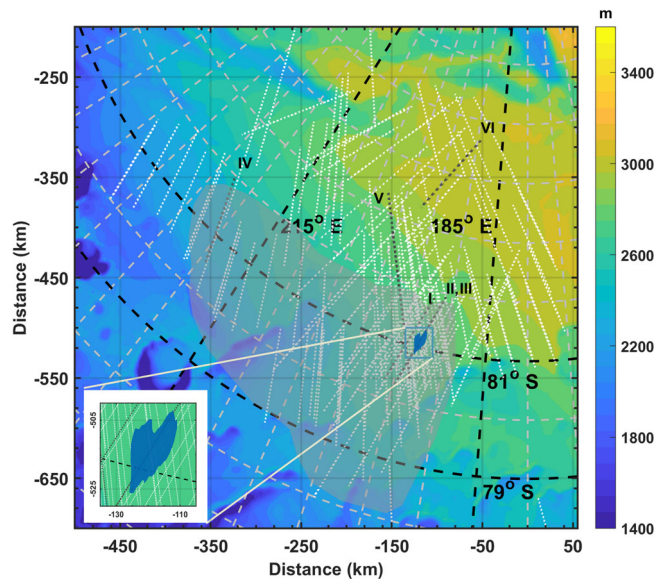 m
-250
-350
-450
-550
-650
Distance (km)
-450
-350
-250
-150
-50
50
Distance (km)
3400
3000
2600
2200
1800
1400
VI
IV
V
215° E
185° E
I
II,III
81° S
79° S
-505
-525
-130
-110